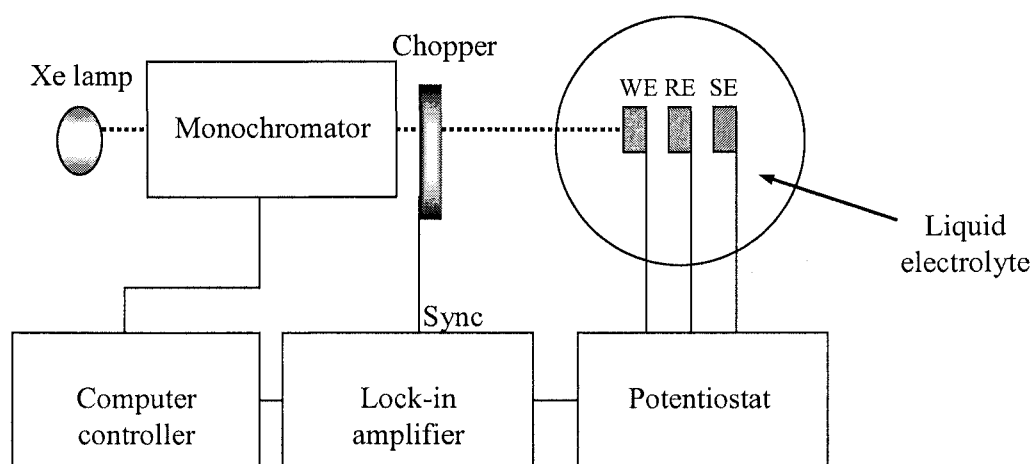 Chopper
Xe lamp
Monochromator
WE RE SE
Liquid
electrolyte
Sync
Computer
controller
Lock-in
amplifier
Potentiostat